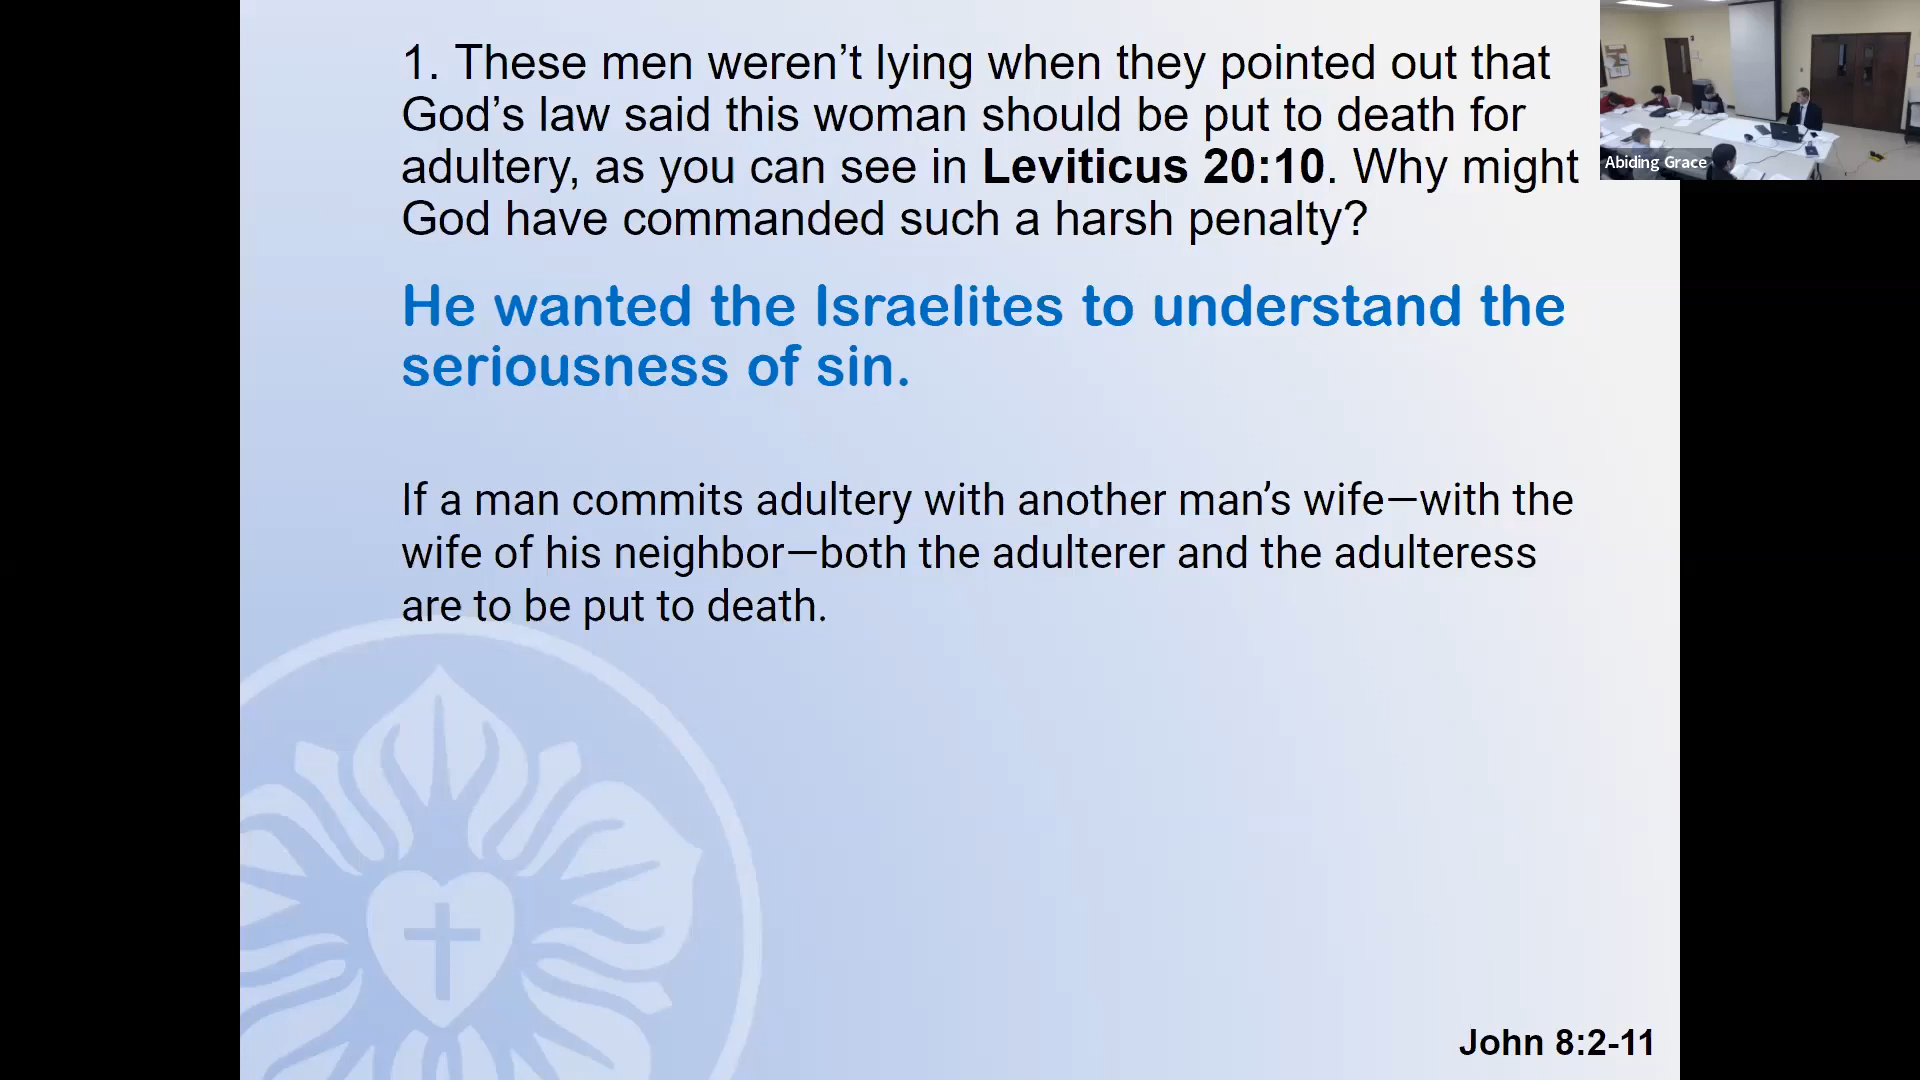 1. These men weren’t lying when they pointed out that
God’s law said this woman should be put to death for
adultery, as you can see in Leviticus 20:10. Why might
God have commanded such a harsh penalty?
He wanted the Israelites to understand the
seriousness of sin.
If a man commits adultery with another man’s wife—with the
wife of his neighbor—both the adulterer and the adulteress
are to be put to death.
John 8:2-11
Abiding Grace